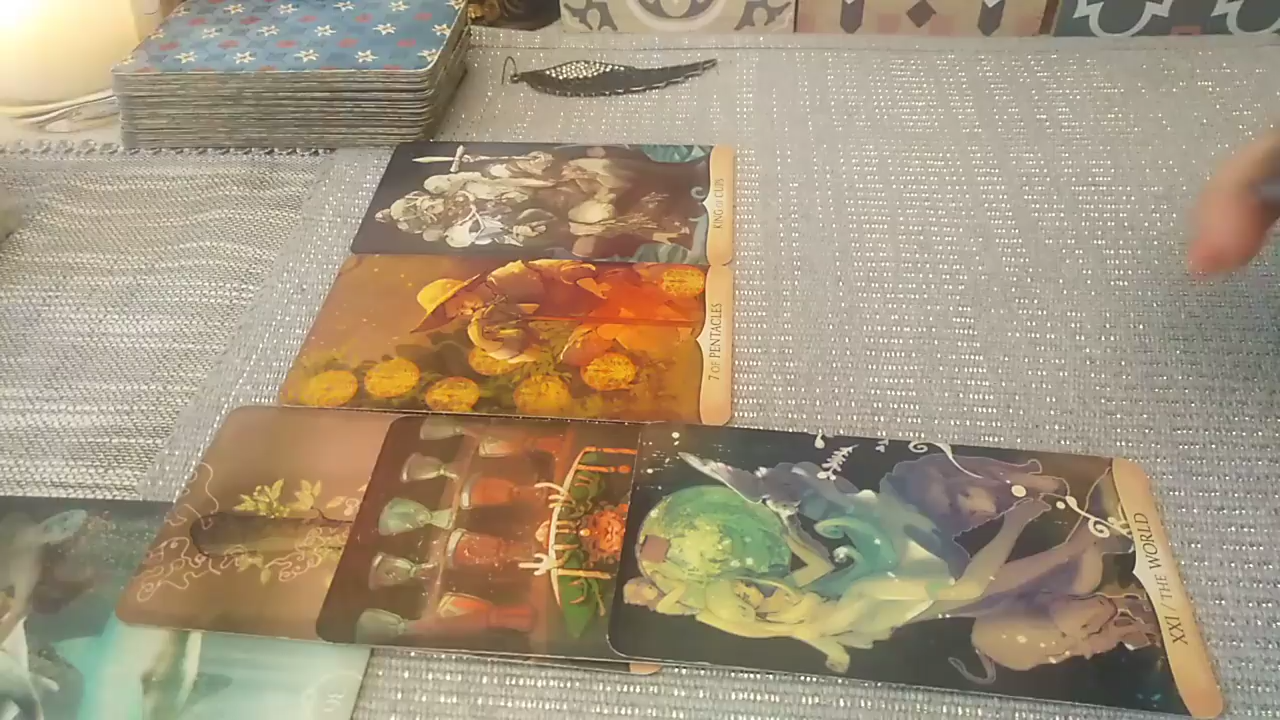 KING OF CUPS
7 OF PENTACLES
XXI / THE WORLD